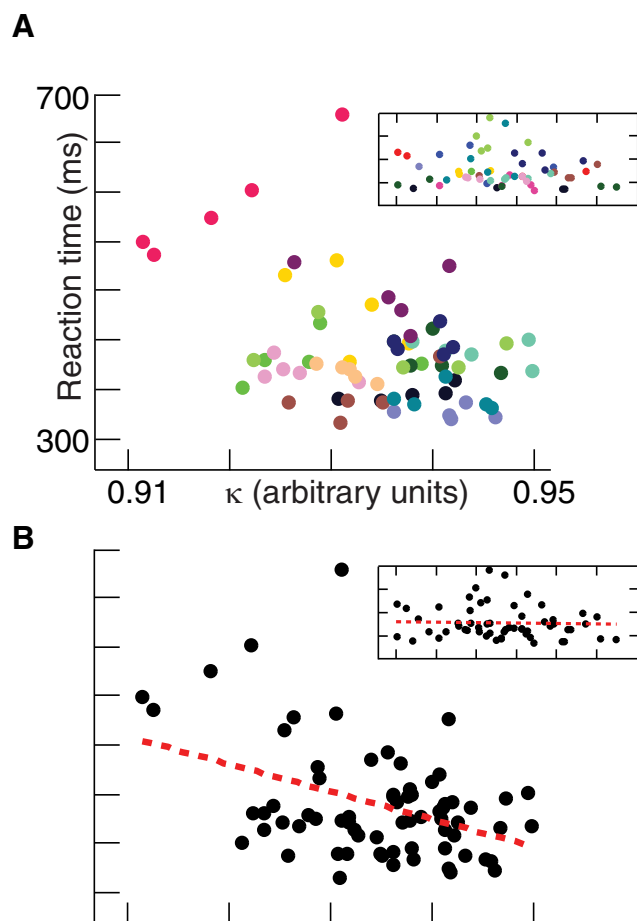 A
700
Reaction time (ms)
300
0.91
κ (arbitrary units)
0.95
B